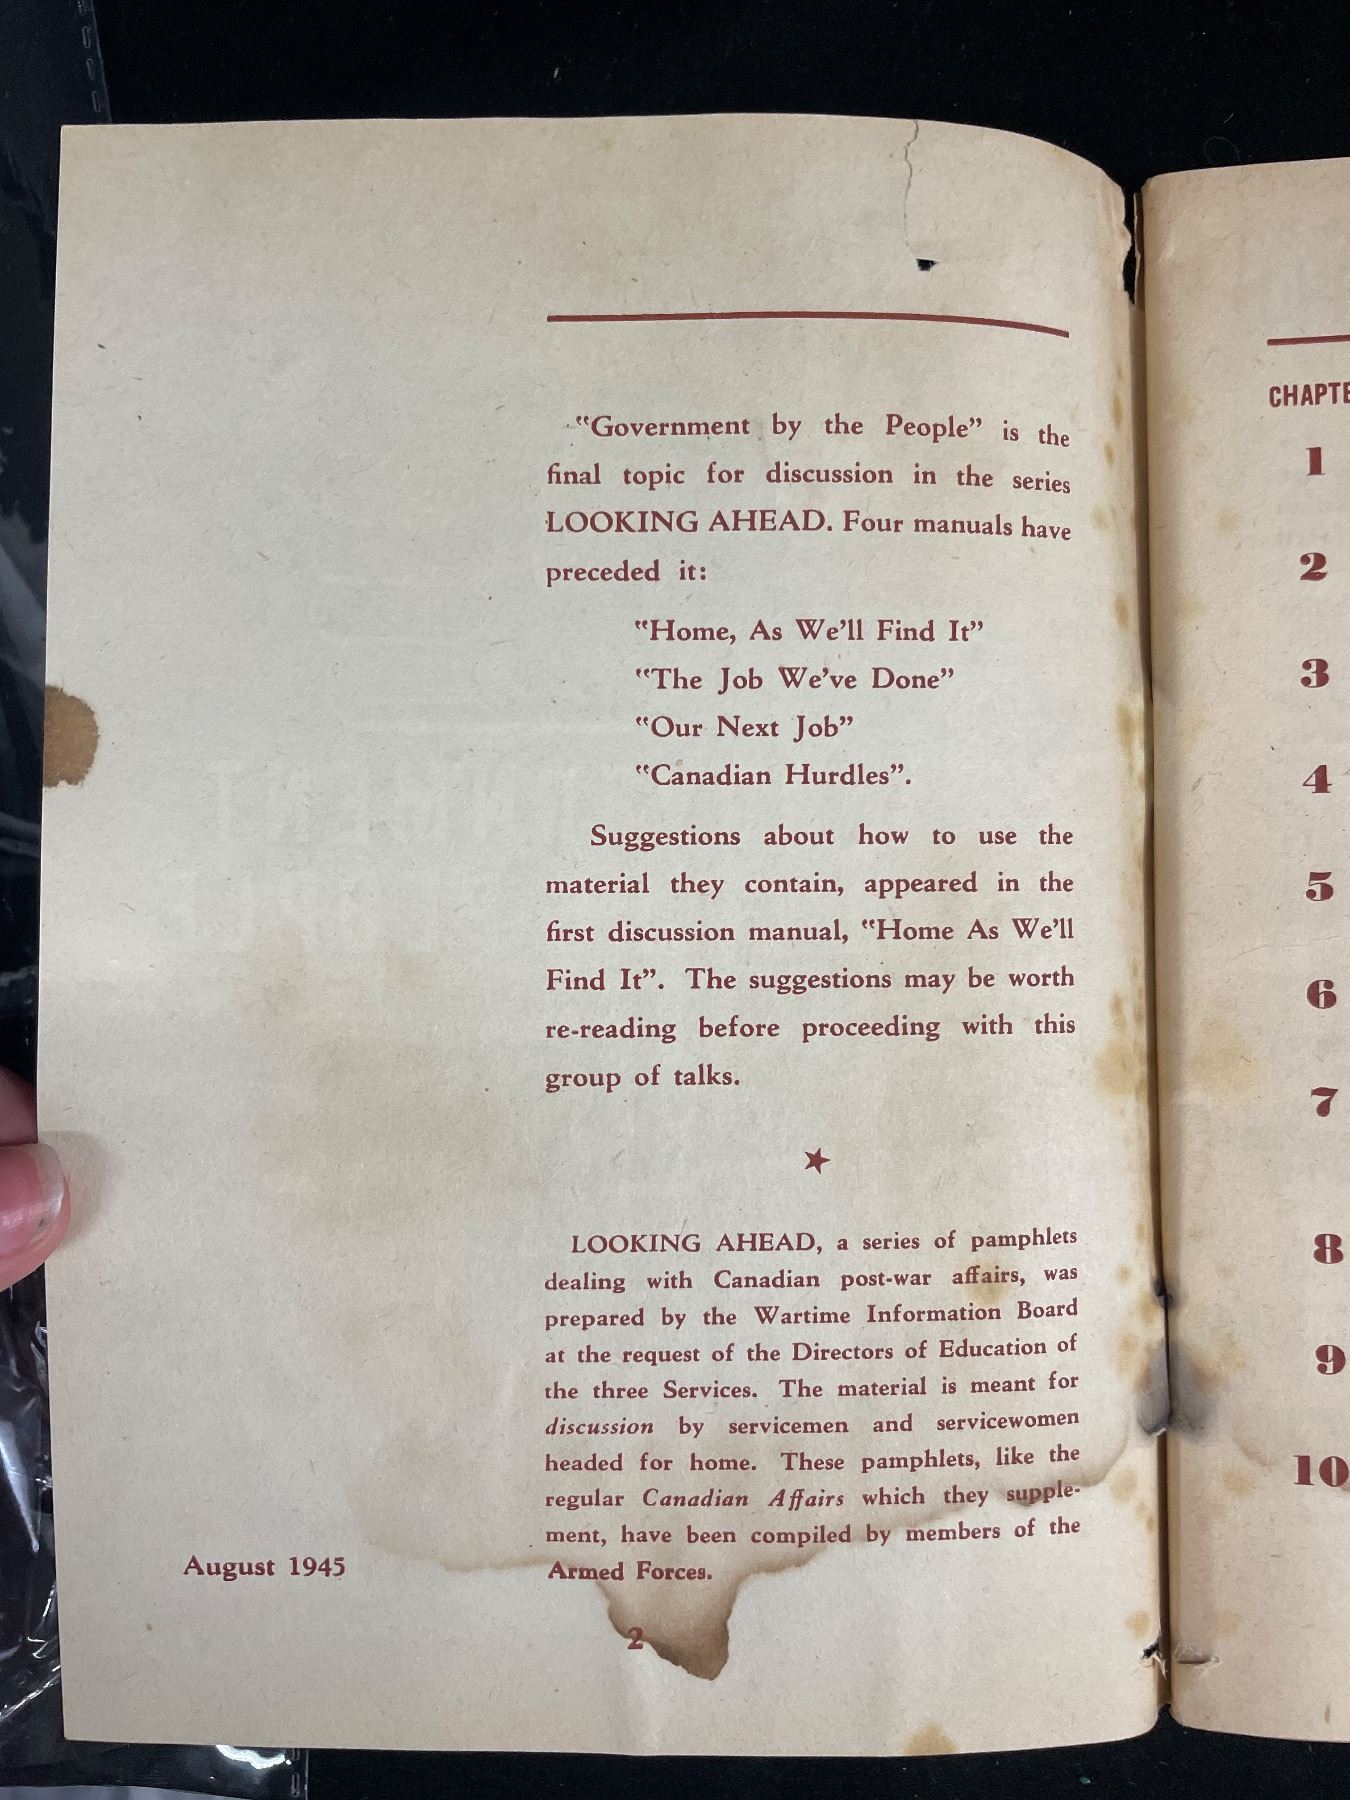 "Government by the People" is the
final topic for discussion in the series
LOOKING AHEAD. Four manuals have
preceded it:
"Home, As We'll Find It"
"The Job We've Done"
"Our Next Job"
"Canadian Hurdles".
Suggestions about how to use the
material they contain, appeared in the
first discussion manual, "Home As We'll
Find It". The suggestions may be worth
re-reading before proceeding with this
group of talks.
LOOKING AHEAD, a series of pamphlets
dealing with Canadian post-war affairs, was
prepared by the Wartime Information Board
at the request of the Directors of Education of
the three Services. The material is meant for
discussion by servicemen and servicewomen
headed for home. These pamphlets, like the
regular Canadian Affairs which they supple-
ment, have been compiled by members of the
Armed Forces.
August 1945
2
CHAPTE
1
2
3
4
5
6
7
8
9
10